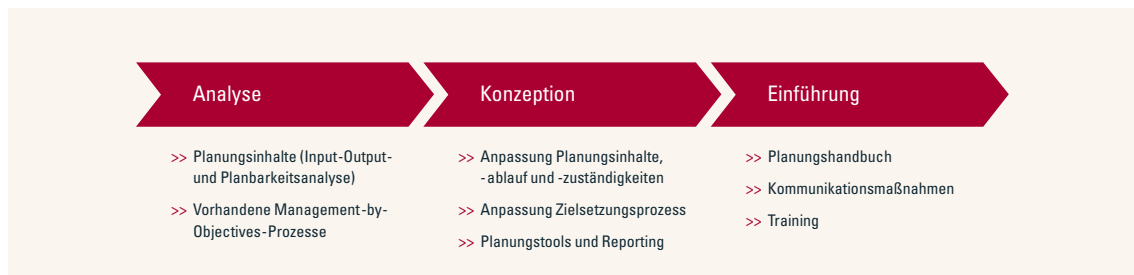 Analyse
>> Planungsinhalte (Input-Output-
und Planbarkeitsanalyse)
>> Vorhandene Management-by-
Objectives-Prozesse
Konzeption
>> Anpassung Planungsinhalte,
-ablauf und -zuständigkeiten
>> Anpassung Zielsetzungsprozess
>> Planungstools und Reporting
Einführung
>> Planungshandbuch
>> Kommunikationsmaßnahmen
>> Training